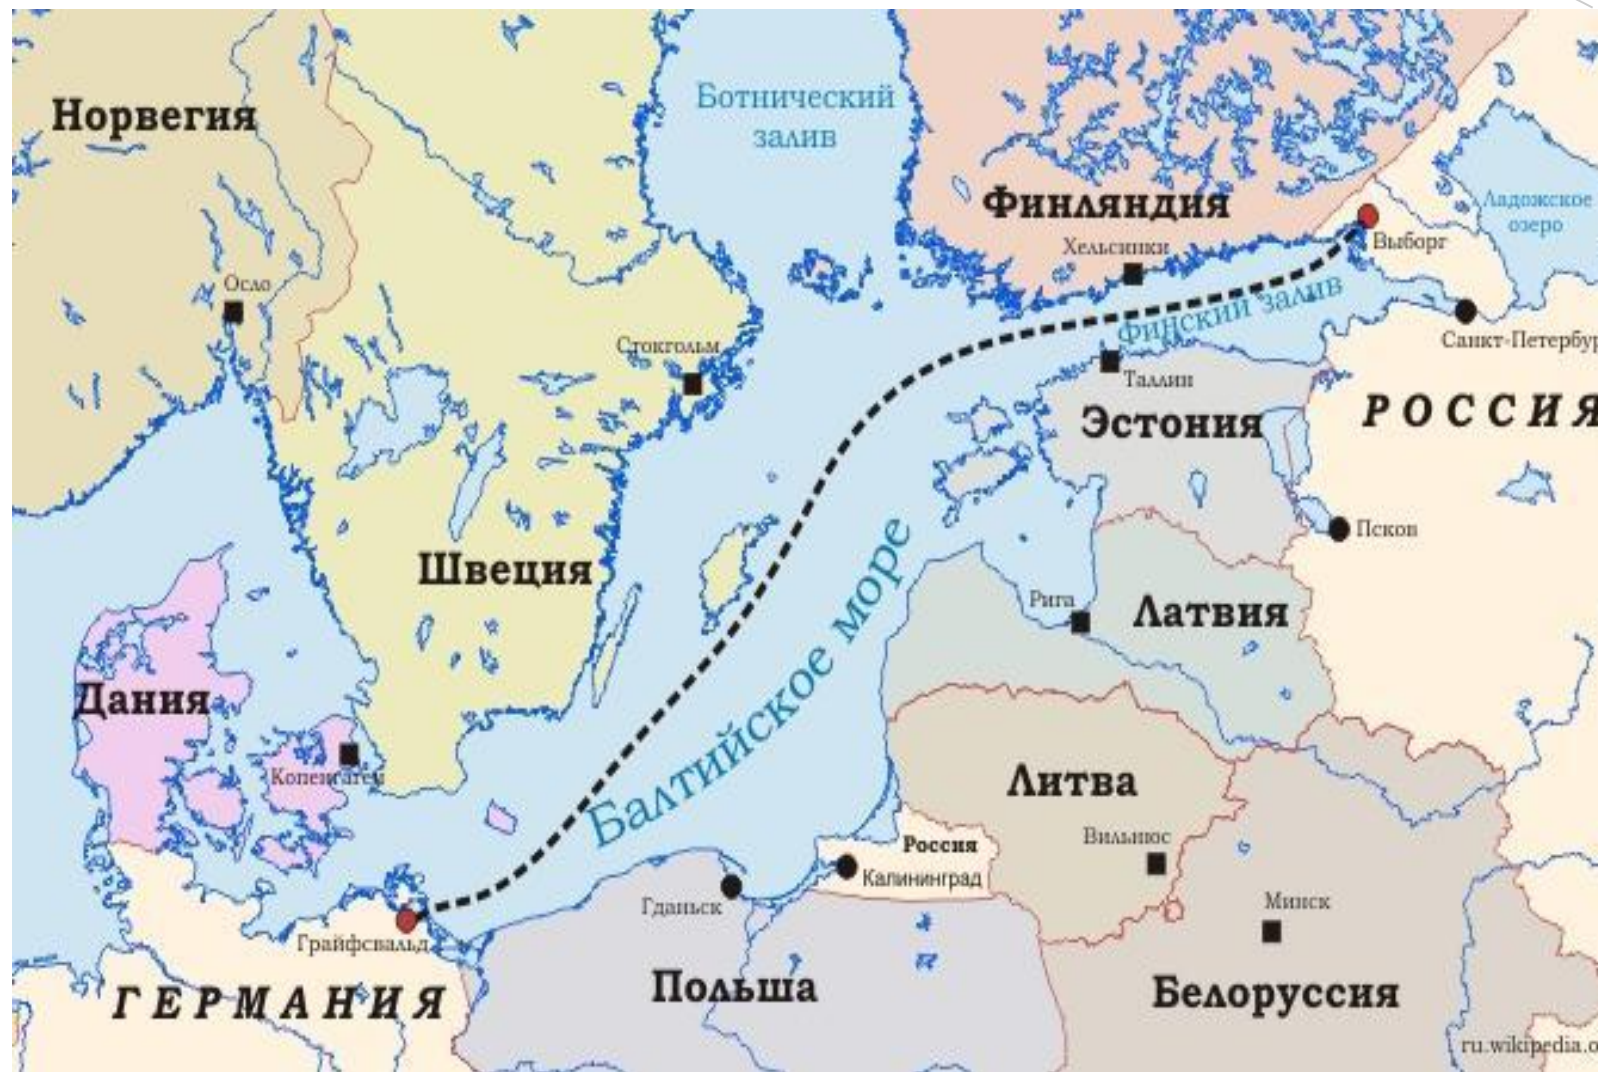 Ботнический
залив
Норвегия
Финляндия
Ладожское
озеро
Хельсинки
Выборг
Осло
Финский залив
Стокгольм
Санкт-Петербур
Таллин
РОССИЯ
Эстония
Псков
Швеция
Балтийское море
Рига
Латвия
Дания
Копенгаген
Литва
Вильнюс
Россия
Калининград
Гданьск
Минск
Грайфсвальд
ГЕРМАНИЯ
Польша
Белоруссия
ru.wikipedia.o